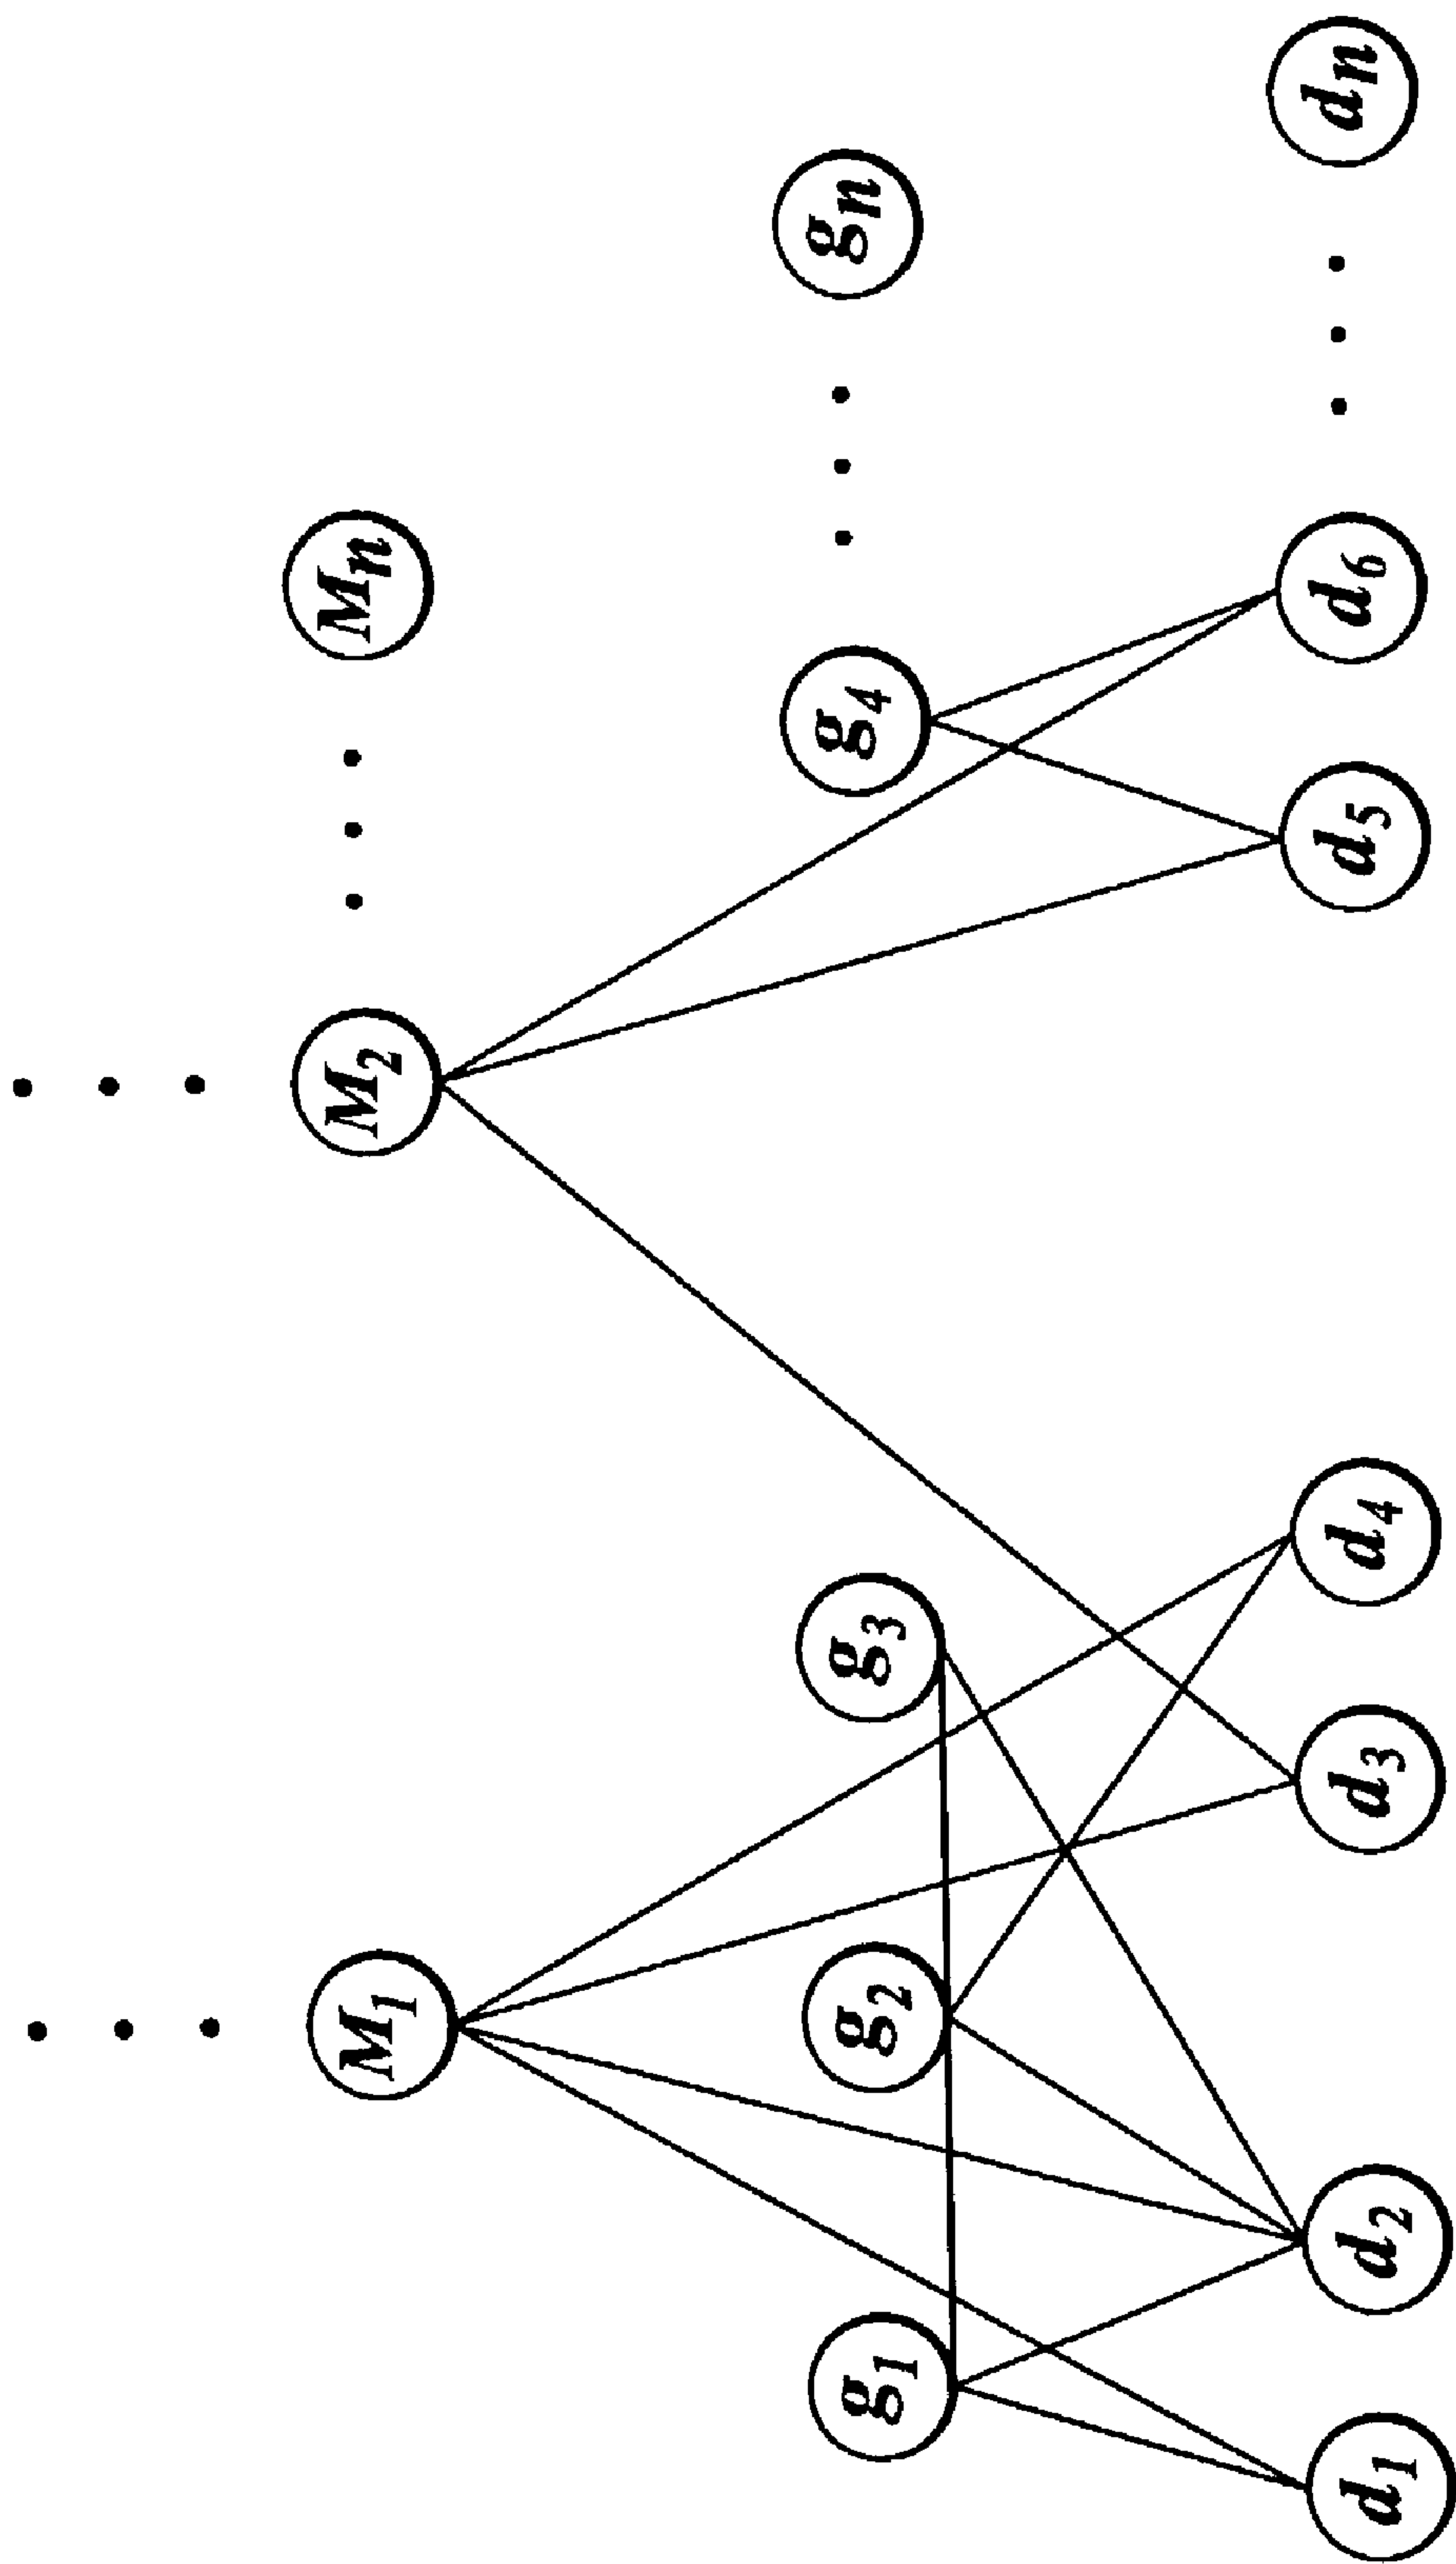 M1 M2 . . . Mn
g1 g2 g3 g4 . . . gn
d1 d2 d3 d4 d5 d6 . . . dn